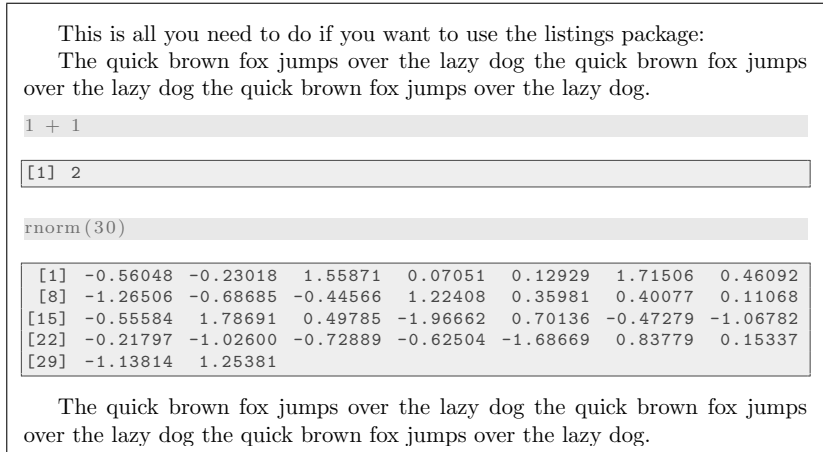 This is all you need to do if you want to use the listings package:
The quick brown fox jumps over the lazy dog the quick brown fox jumps
over the lazy dog the quick brown fox jumps over the lazy dog.
1 + 1
[1] 2
rnorm(30)
[1] -0.56048 -0.23018 1.55871 0.07051 0.12929 1.71506 0.46092
[8] -1.26506 -0.68685 -0.44566 1.22408 0.35981 0.40077 0.11068
[15] -0.55584 1.78691 0.49785 -1.96662 0.70136 -0.47279 -1.06782
[22] -0.21797 -1.02600 -0.72889 -0.62504 -1.68669 0.83779 0.15337
[29] -1.13814 1.25381
The quick brown fox jumps over the lazy dog the quick brown fox jumps
over the lazy dog the quick brown fox jumps over the lazy dog.